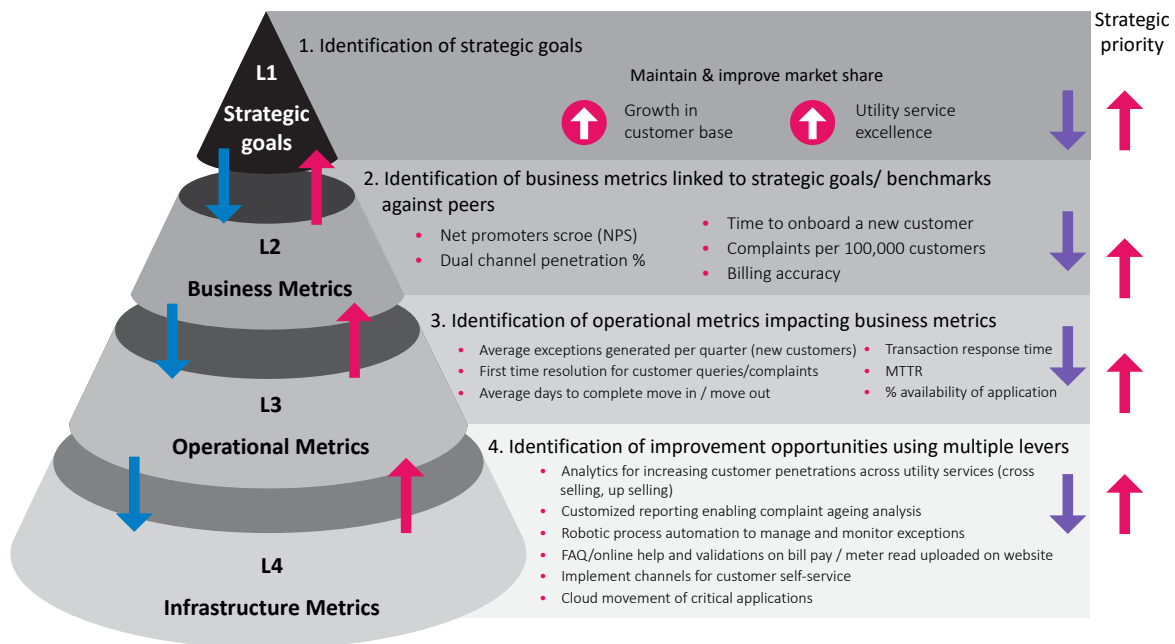 Strategic
priority
L1
Strategic
goals
1. Identification of strategic goals
Maintain & improve market share
Growth in
customer base
Utility service
excellence
L2
Business Metrics
2. Identification of business metrics linked to strategic goals/ benchmarks
against peers
• Net promoters scroe (NPS)
• Dual channel penetration %
• Time to onboard a new customer
• Complaints per 100,000 customers
• Billing accuracy
L3
Operational Metrics
3. Identification of operational metrics impacting business metrics
• Average exceptions generated per quarter (new customers)
• First time resolution for customer queries/complaints
• Average days to complete move in / move out
• Transaction response time
• MTTR
• % availability of application
L4
Infrastructure Metrics
4. Identification of improvement opportunities using multiple levers
• Analytics for increasing customer penetrations across utility services (cross
selling, up selling)
• Customized reporting enabling complaint ageing analysis
• Robotic process automation to manage and monitor exceptions
• FAQ/online help and validations on bill pay / meter read uploaded on website
• Implement channels for customer self-service
• Cloud movement of critical applications